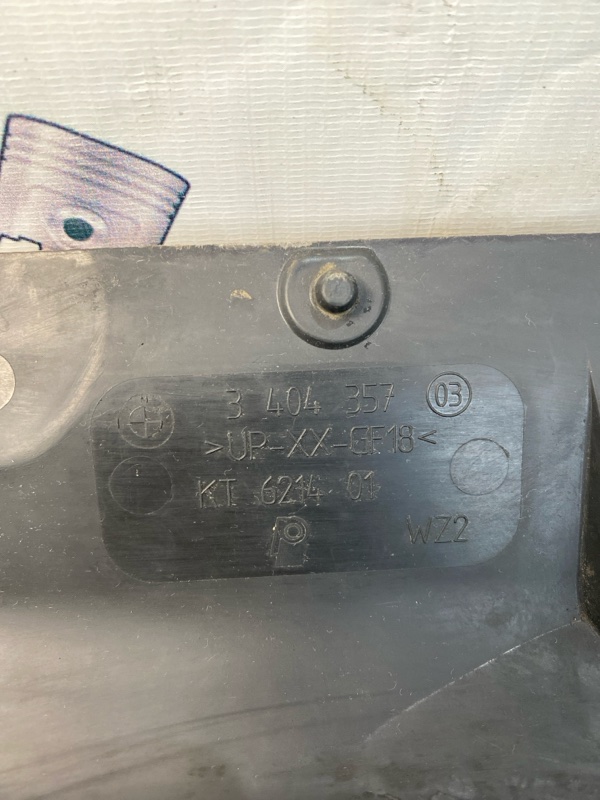 3 404 357 03
>UP-XX-GF18<
KT 6214 01
WZ2